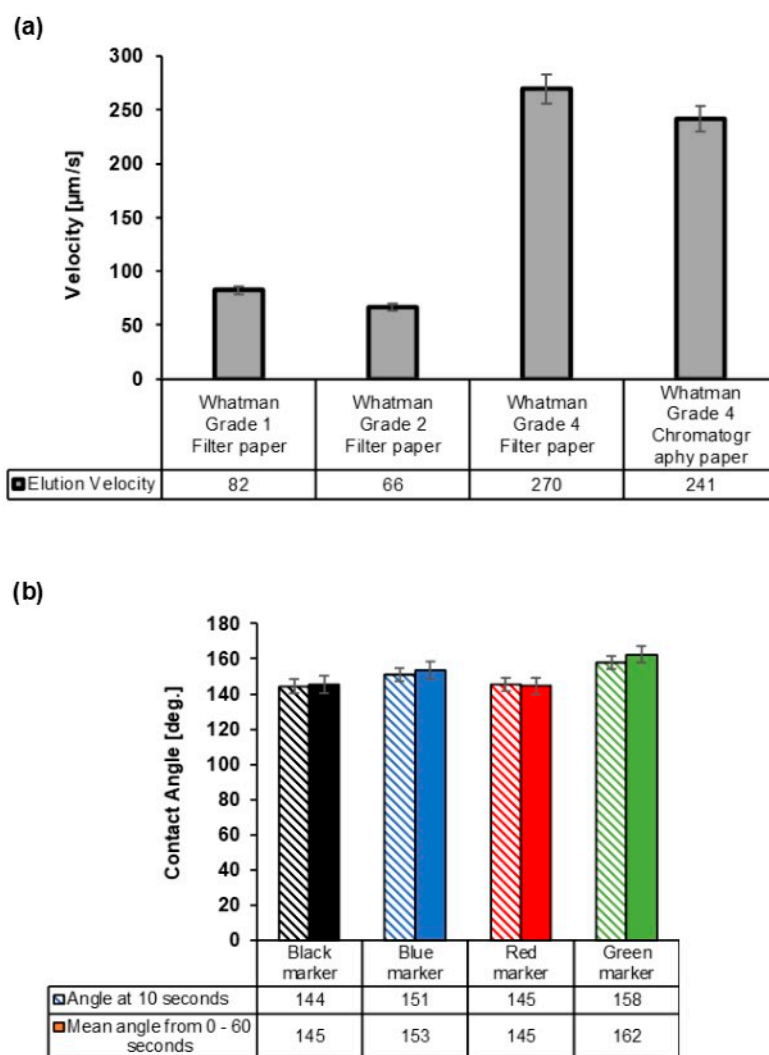 (a)
Velocity [µm/s]
300
250
200
150
100
50
0
Whatman Grade 1 Filter paper
Whatman Grade 2 Filter paper
Whatman Grade 4 Filter paper
Whatman Grade 4 Chromatogr aphy paper
Elution Velocity 82 66 270 241
(b)
Contact Angle [deg.]
180
160
140
120
100
80
60
40
20
0
Black marker
Blue marker
Red marker
Green marker
Angle at 10 seconds 144 151 145 158
Mean angle from 0 - 60 seconds 145 153 145 162